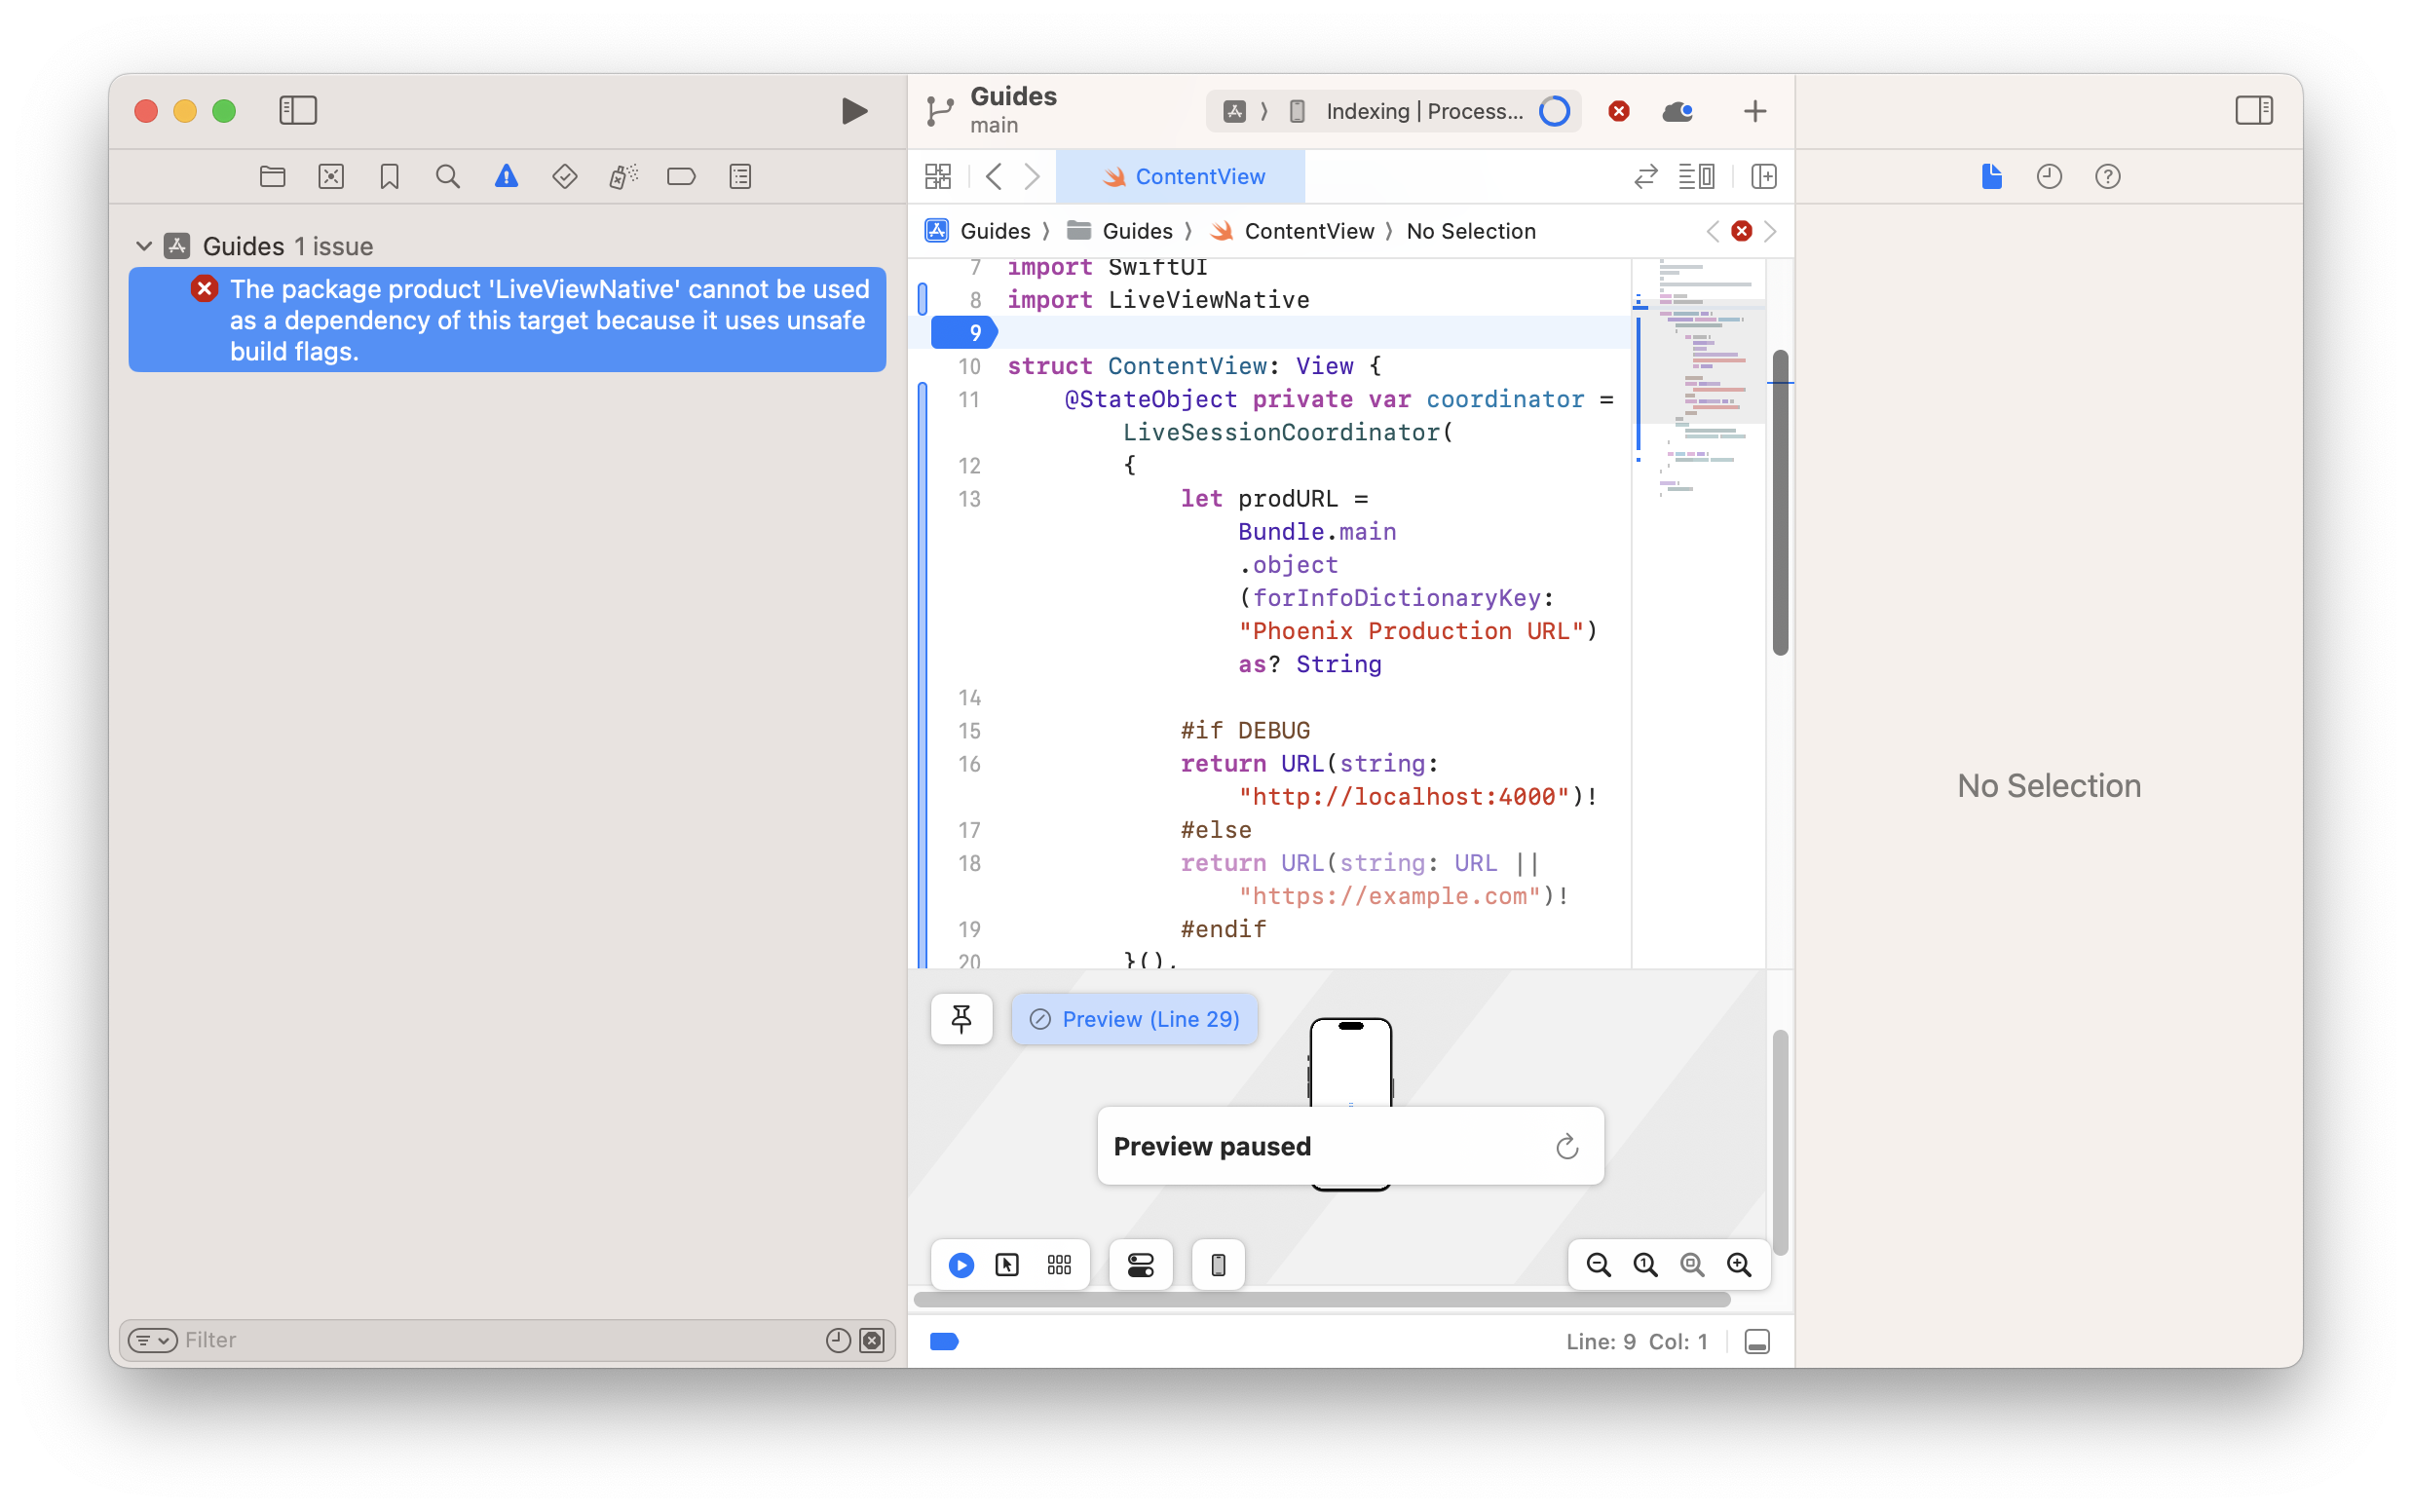 Guides
main
Indexing | Process...
ContentView
Guides 1 issue
The package product 'LiveViewNative' cannot be used
as a dependency of this target because it uses unsafe
build flags.
Guides
Guides
ContentView
No Selection
7 import SwiftUI
8 import LiveViewNative
9
10 struct ContentView: View {
11 @StateObject private var coordinator =
LiveSessionCoordinator(
12 {
13 let prodURL =
Bundle.main
.object
(forInfoDictionaryKey:
"Phoenix Production URL")
as? String
14
15 #if DEBUG
16 return URL(string:
"http://localhost:4000")!
17 #else
18 return URL(string: URL ||
"https://example.com")!
19 #endif
20 }(),
No Selection
Preview (Line 29)
Preview paused
Filter
Line: 9 Col: 1